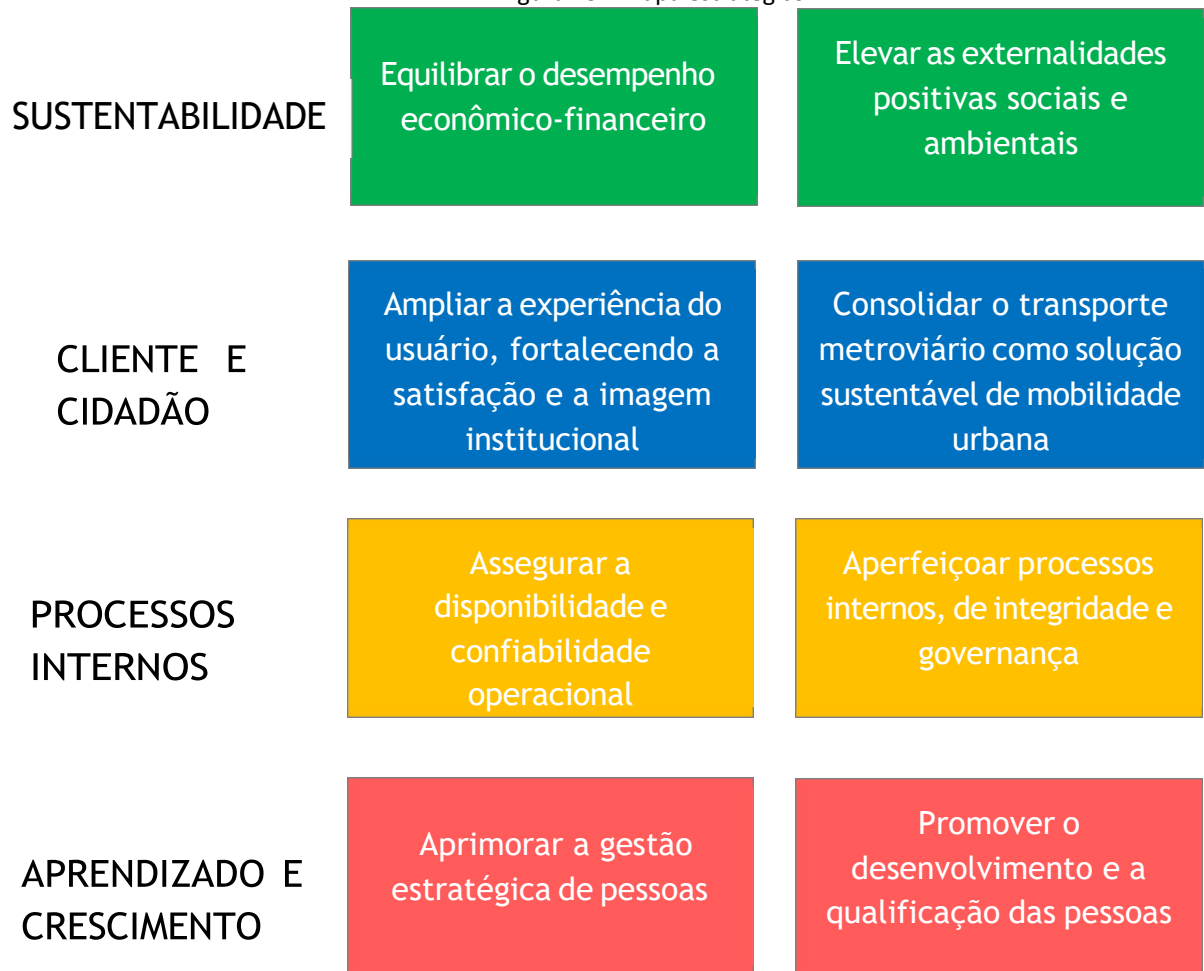 SUSTENTABILIDADE
Equilibrar o desempenho
econômico-financeiro
Elevar as externalidades
positivas sociais e
ambientais
CLIENTE E
CIDADÃO
Ampliar a experiência do
usuário, fortalecendo a
satisfação e a imagem
institucional
Consolidar o transporte
metroviário como solução
sustentável de mobilidade
urbana
PROCESSOS
INTERNOS
Assegurar a
disponibilidade e
confiabilidade
operacional
Aperfeiçoar processos
internos, de integridade e
governança
APRENDIZADO E
CRESCIMENTO
Aprimorar a gestão
estratégica de pessoas
Promover o
desenvolvimento e a
qualificação das pessoas